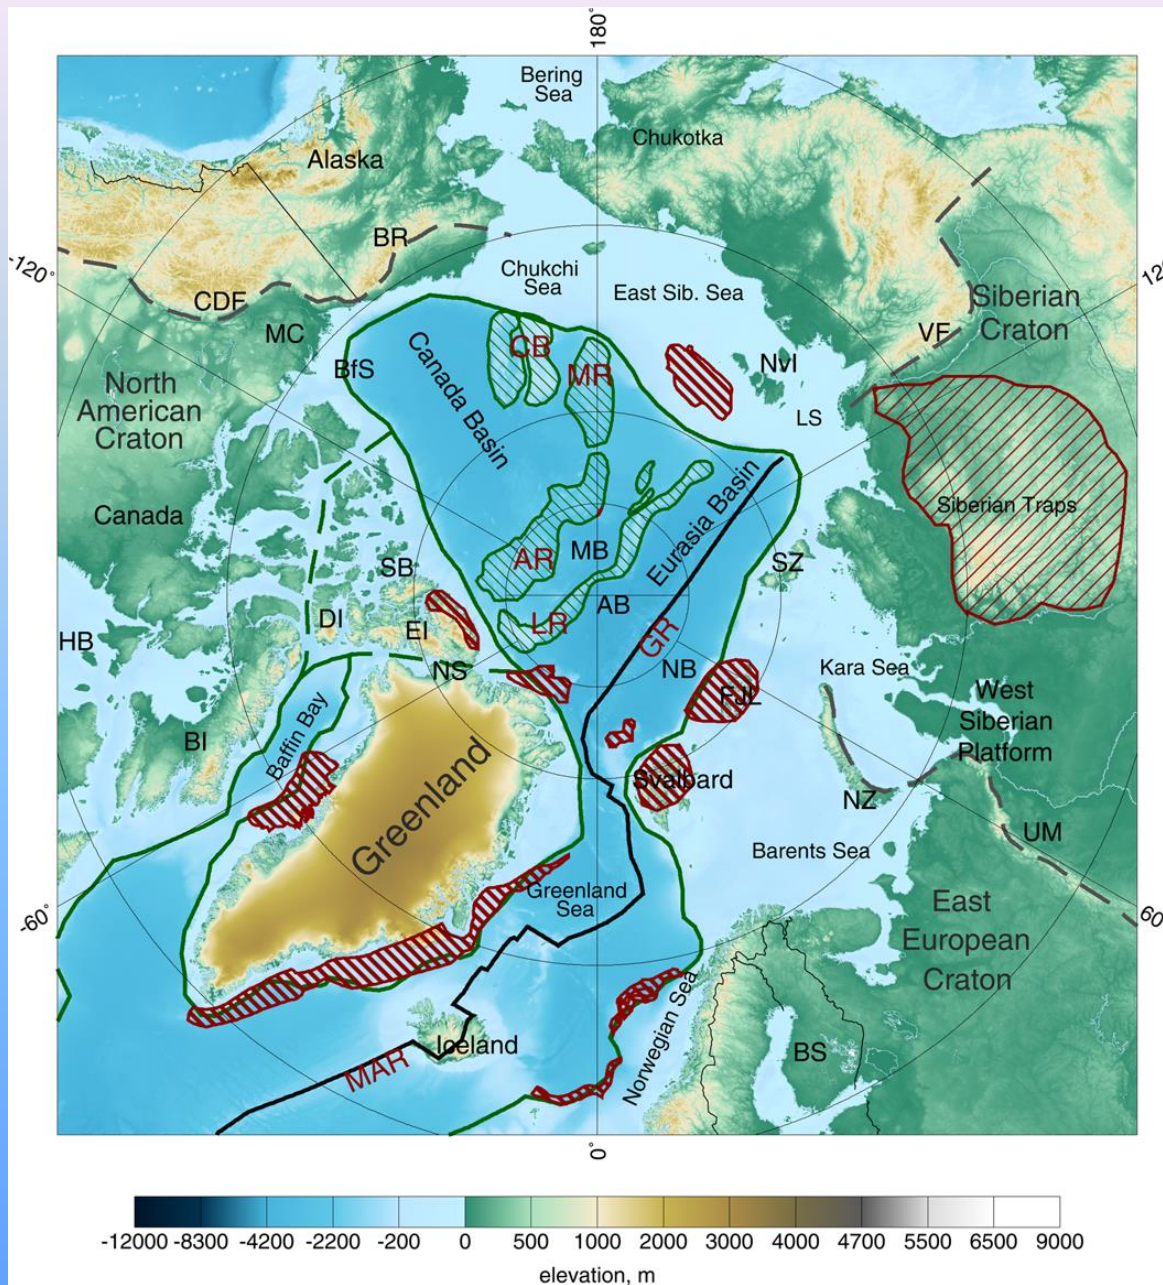 180°
Bering
Sea
Chukotka
Alaska
BR
-120°
Chukchi
Sea
East Sib. Sea
CDF
Siberian
Craton
MC
VF
CB
NvI
BfS
MR
North
American
Craton
Canada Basin
LS
Canada
Siberian Traps
Eurasia Basin
AR
MB
SB
SZ
AB
DI
EI
LR
HB
GR
NS
NB
Kara Sea
FJL
West
Siberian
Platform
Baffin Bay
BI
Svalbard
Greenland
NZ
UM
Barents Sea
Greenland
Sea
-60°
60
East
European
Craton
Norwegian Sea
Iceland
BS
MAR
0°
-12000 -8300 -4200 -2200 -200 0 500 1000 2000 3000 4000 4700 5500 6500 9000
elevation, m